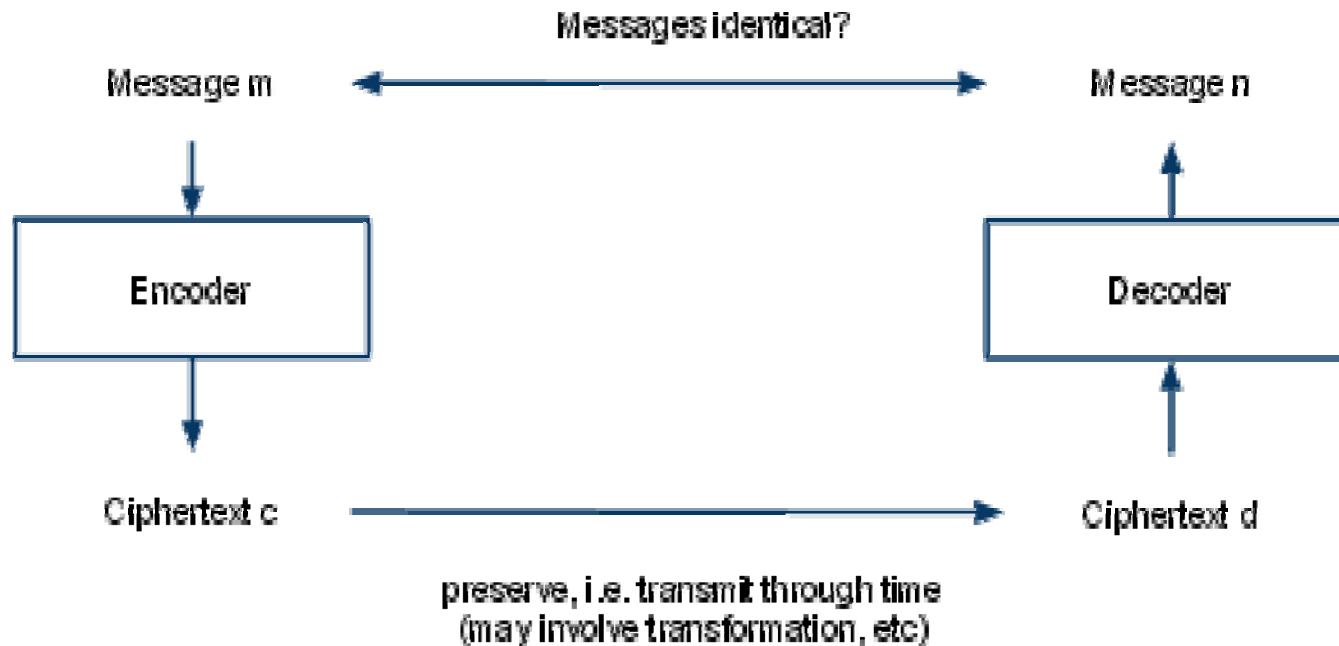 Messages identical?
Message m
Message n
Encoder
Decoder
Ciphertext c
Ciphertext d
preserve, i.e. transmit through time
(may involve transformation, etc)